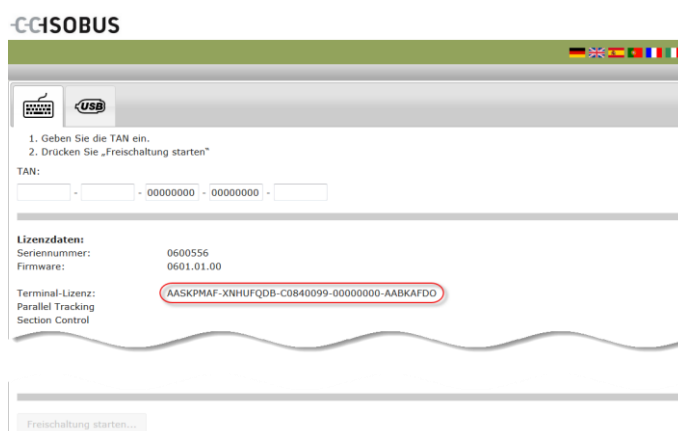 CCISOBUS
USB
1. Geben Sie die TAN ein.
2. Drücken Sie „Freischaltung starten"
TAN:
- - 00000000 - 00000000 -
Lizenzdaten:
Seriennummer: 0600556
Firmware: 0601.01.00
Terminal-Lizenz: AASKPMAF-XNHUFQDB-C0840099-00000000-AABKAFDO
Parallel Tracking
Section Control
Freischaltung starten...